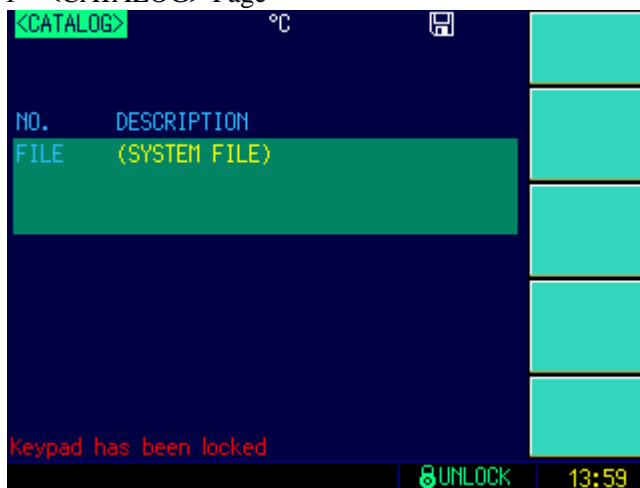 <CATALOG> °C
NO. DESCRIPTION
FILE (SYSTEM FILE)
Keypad has been locked
UNLOCK 13:59